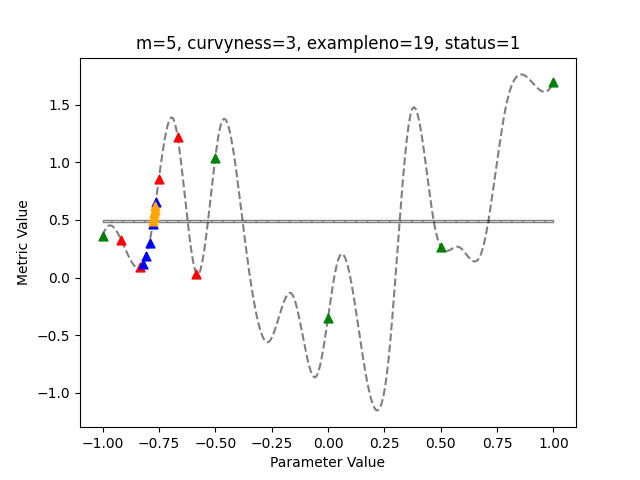 m=5, curvyness=3, exampleno=19, status=1
Metric Value
1.5
1.0
0.5
0.0
−0.5
−1.0
−1.00 −0.75 −0.50 −0.25 0.00 0.25 0.50 0.75 1.00
Parameter Value